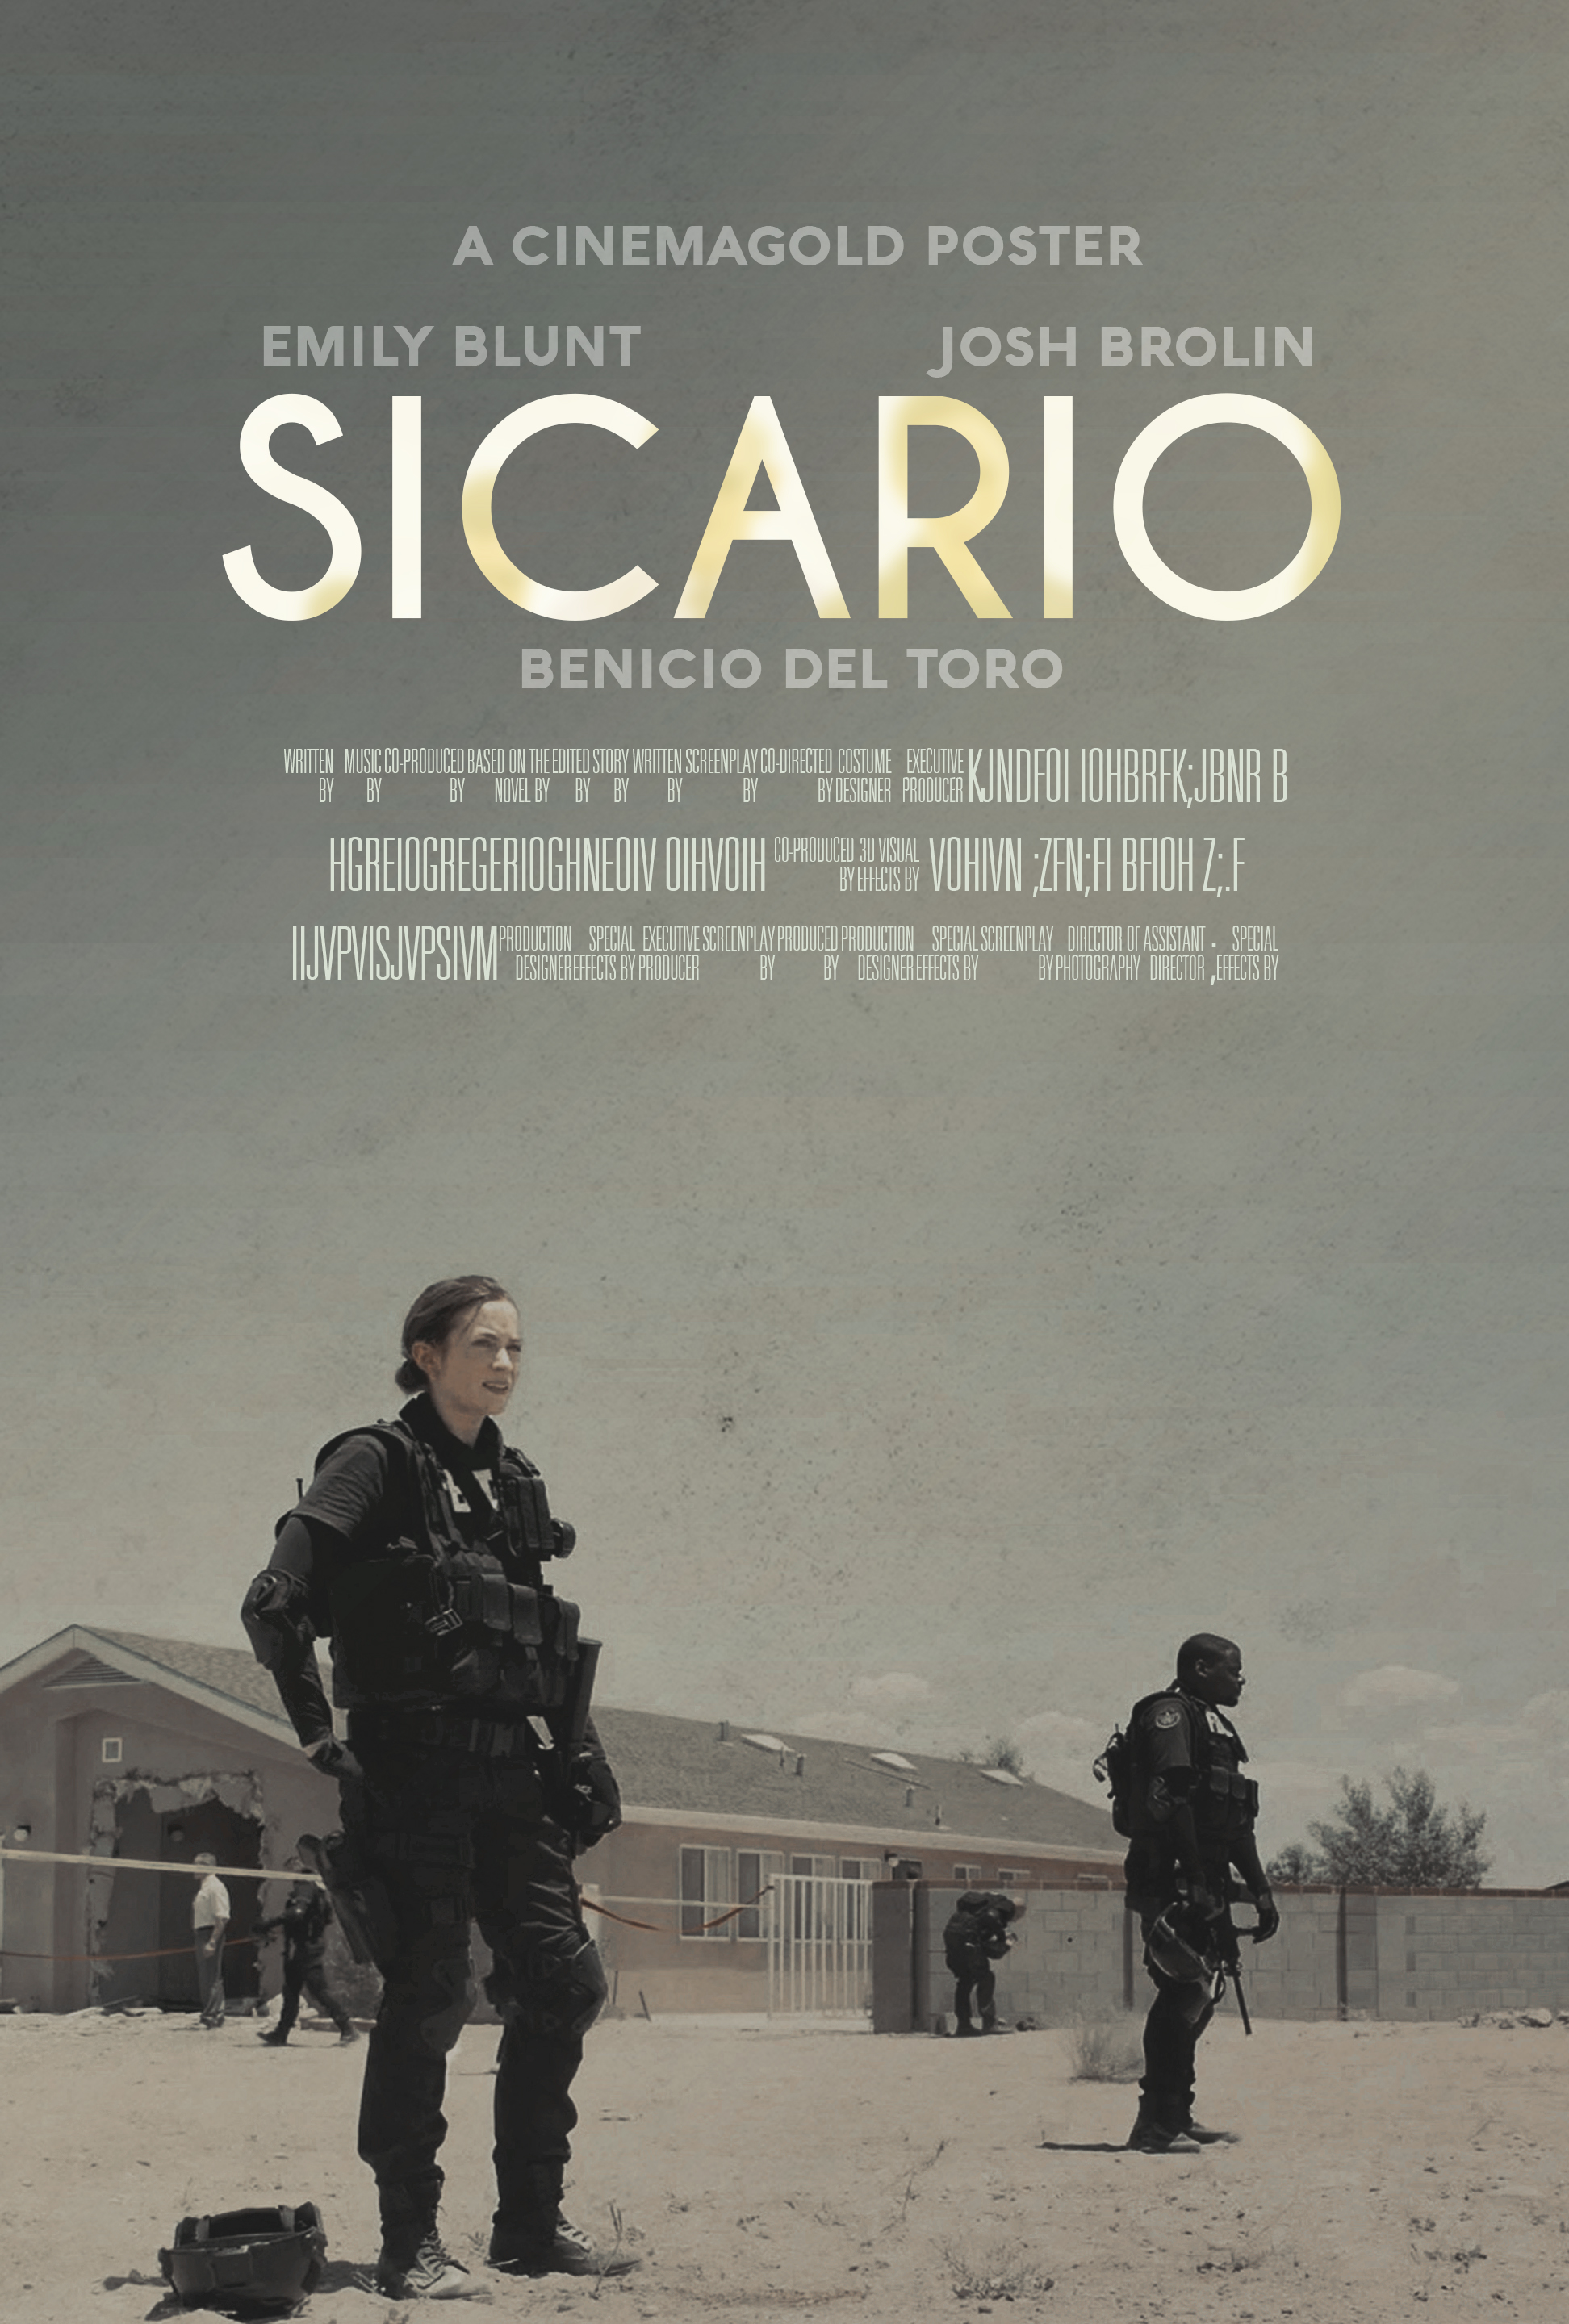 A CINEMAGOLD POSTER
EMILY BLUNT JOSH BROLIN
SICARIO
BENICIO DEL TORO
WRITTEN BY MUSIC BY CO-PRODUCED BY BASED ON THE NOVEL BY EDITED BY STORY BY WRITTEN BY SCREENPLAY BY CO-DIRECTED BY COSTUME DESIGNER EXECUTIVE PRODUCER KJNDFOI IOHBRFK;JBNR B
HGREIOGREGERIOGHNEOIV OIHVOIH CO-PRODUCED BY 3D VISUAL EFFECTS BY VOHIVN ;ZFN;FI BFIOH Z;.F
IIJVPVISJVPSIVM PRODUCTION DESIGNER SPECIAL EFFECTS BY EXECUTIVE PRODUCER SCREENPLAY BY PRODUCED BY PRODUCTION DESIGNER SPECIAL EFFECTS BY SCREENPLAY BY DIRECTOR OF PHOTOGRAPHY ASSISTANT DIRECTOR ; SPECIAL EFFECTS BY